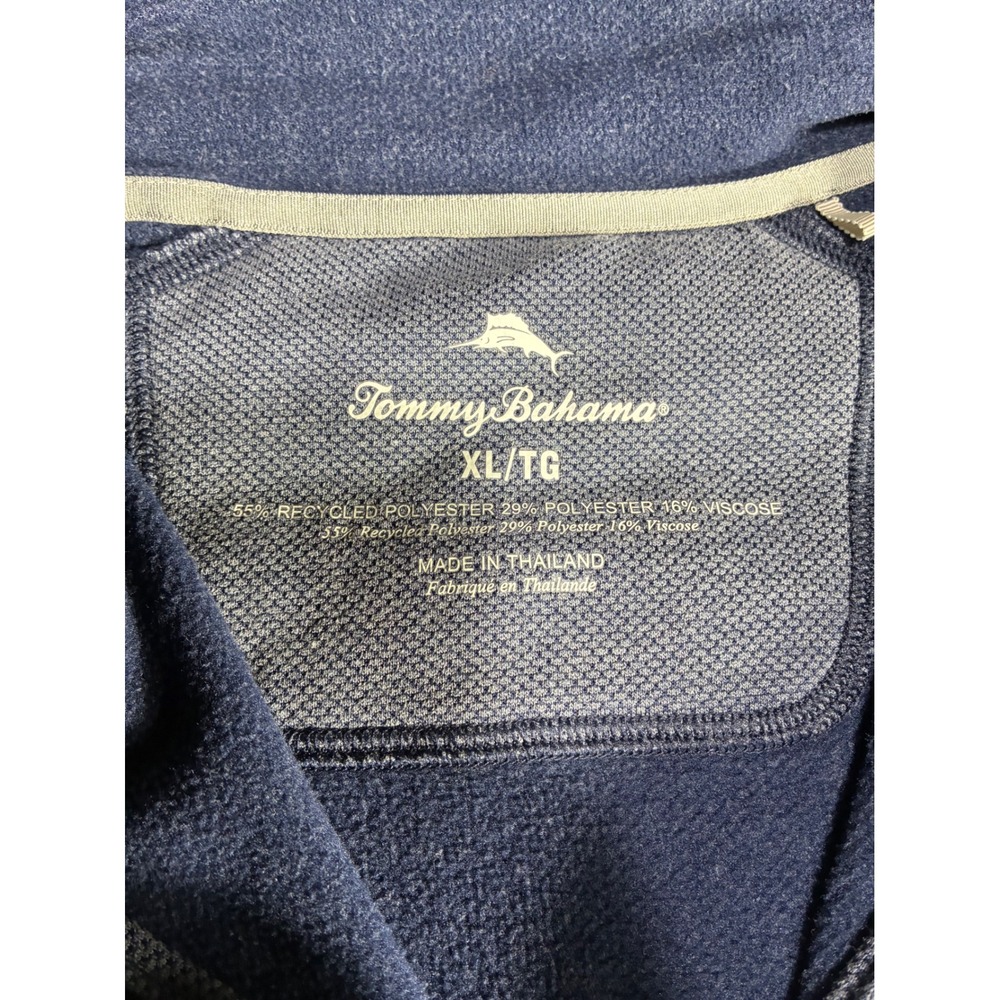 Tommy Bahama®
XL/TG
55% RECYCLED POLYESTER 29% POLYESTER 16% VISCOSE
55% Recycled Polyester 29% Polyester 16% Viscose
MADE IN THAILAND
Fabriqué en Thaïlande